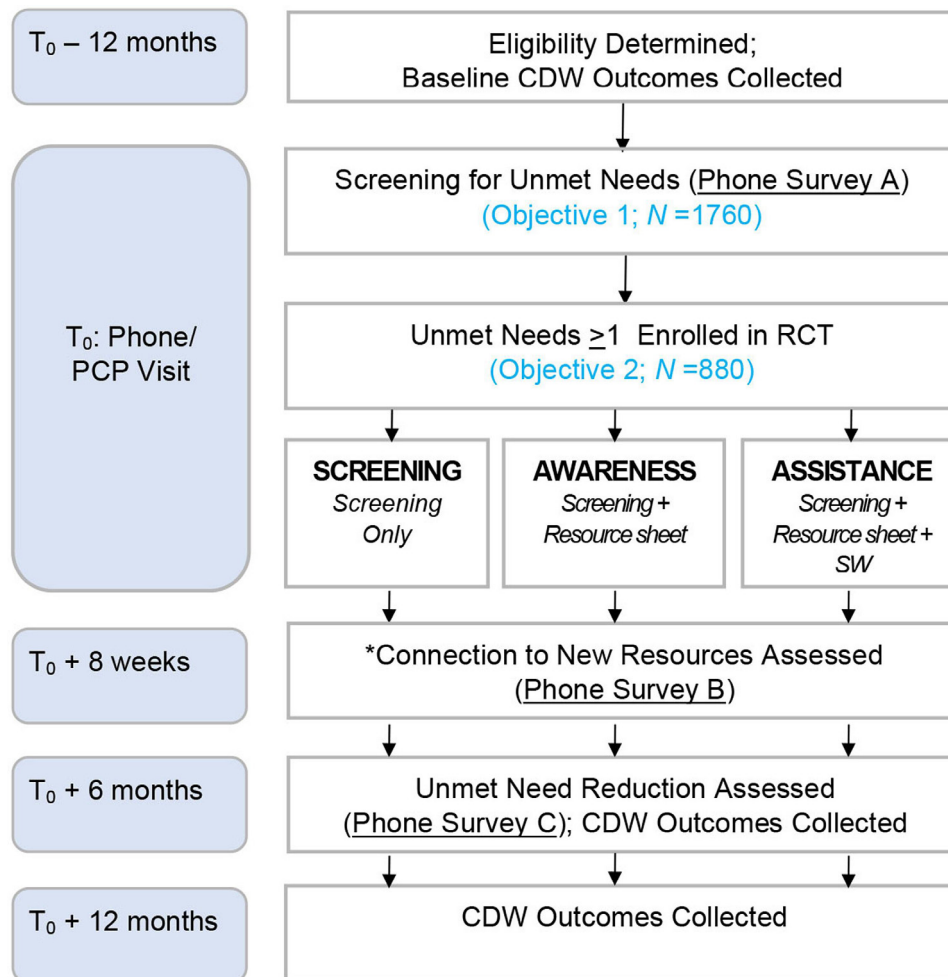 T₀ – 12 months
Eligibility Determined;
Baseline CDW Outcomes Collected
T₀: Phone/
PCP Visit
Screening for Unmet Needs (Phone Survey A)
(Objective 1; N =1760)
Unmet Needs ≥1 Enrolled in RCT
(Objective 2; N =880)
SCREENING
Screening
Only
AWARENESS
Screening +
Resource sheet
ASSISTANCE
Screening +
Resource sheet +
SW
T₀ + 8 weeks
*Connection to New Resources Assessed
(Phone Survey B)
T₀ + 6 months
Unmet Need Reduction Assessed
(Phone Survey C); CDW Outcomes Collected
T₀ + 12 months
CDW Outcomes Collected